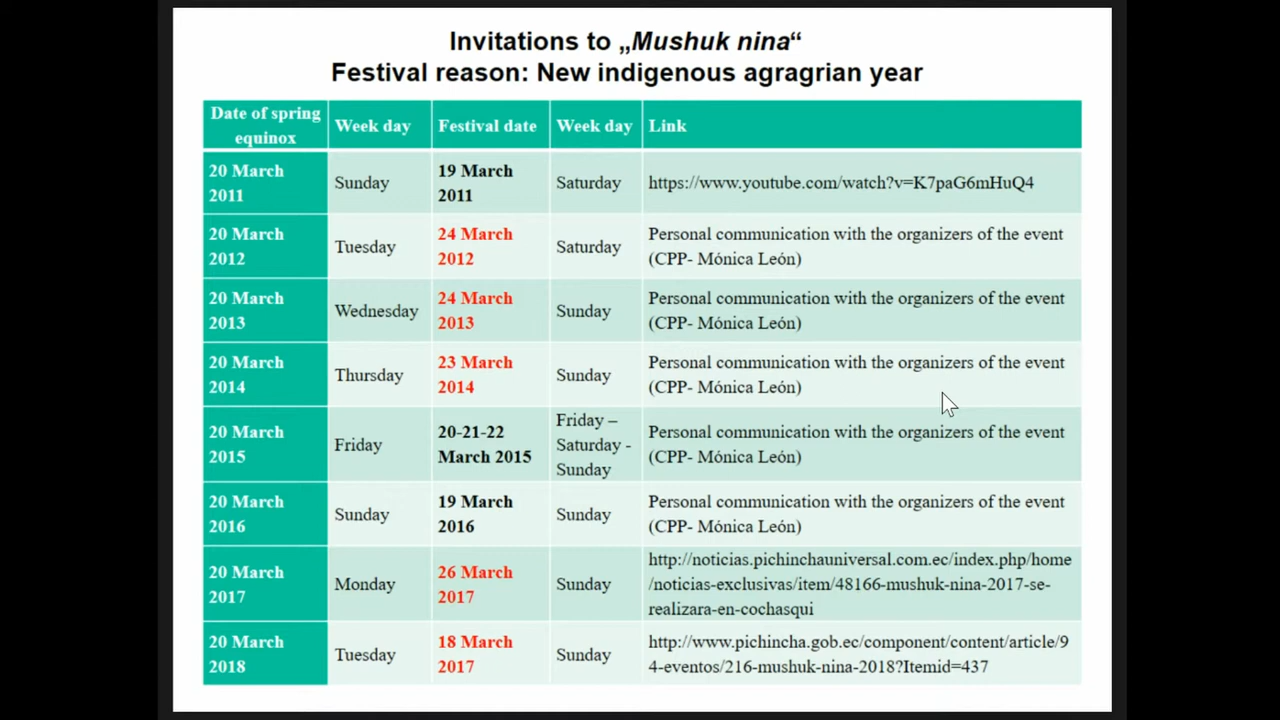 Invitations to „Mushuk nina“
Festival reason: New indigenous agragrian year
Date of spring
equinox
Week day
Festival date
Week day
Link
20 March
2011
Sunday
19 March
2011
Saturday
https://www.youtube.com/watch?v=K7paG6mHuQ4
20 March
2012
Tuesday
24 March
2012
Saturday
Personal communication with the organizers of the event
(CPP- Mónica León)
20 March
2013
Wednesday
24 March
2013
Sunday
Personal communication with the organizers of the event
(CPP- Mónica León)
20 March
2014
Thursday
23 March
2014
Sunday
Personal communication with the organizers of the event
(CPP- Mónica León)
20 March
2015
Friday
20-21-22
March 2015
Friday –
Saturday -
Sunday
Personal communication with the organizers of the event
(CPP- Mónica León)
20 March
2016
Sunday
19 March
2016
Sunday
Personal communication with the organizers of the event
(CPP- Mónica León)
20 March
2017
Monday
26 March
2017
Sunday
http://noticias.pichinchauniversal.com.ec/index.php/home
/noticias-exclusivas/item/48166-mushuk-nina-2017-se-
realizara-en-cochasqui
20 March
2018
Tuesday
18 March
2017
Sunday
http://www.pichincha.gob.ec/component/content/article/9
4-eventos/216-mushuk-nina-2018?Itemid=437